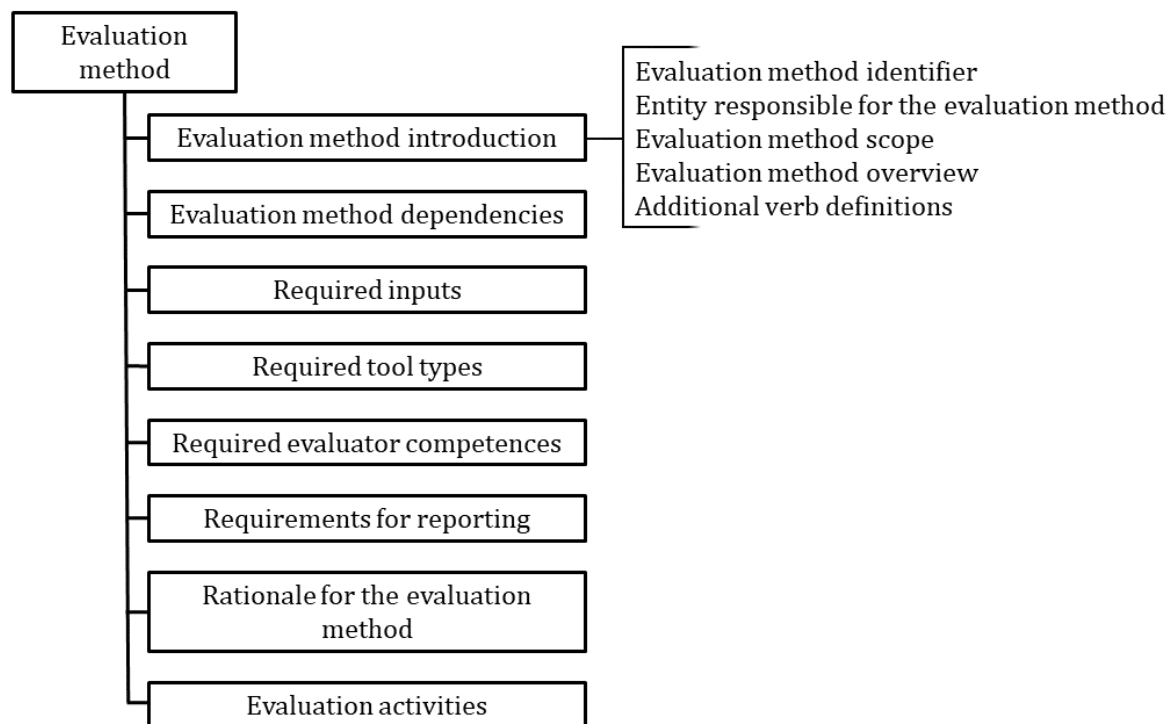 Evaluation
method
Evaluation method introduction
Evaluation method identifier
Entity responsible for the evaluation method
Evaluation method scope
Evaluation method overview
Additional verb definitions
Evaluation method dependencies
Required inputs
Required tool types
Required evaluator competences
Requirements for reporting
Rationale for the evaluation
method
Evaluation activities